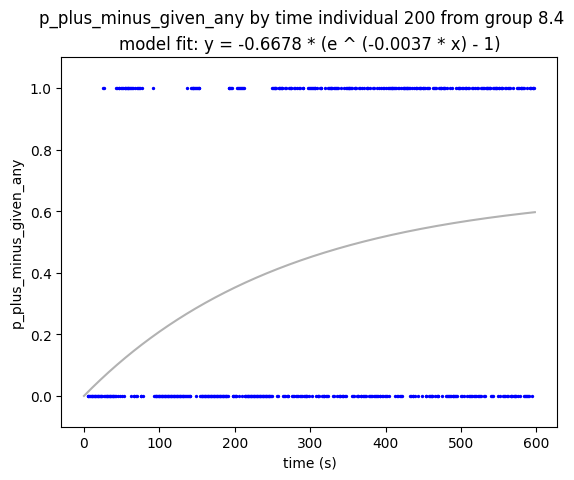 p_plus_minus_given_any by time individual 200 from group 8.4
model fit: y = -0.6678 * (e ^ (-0.0037 * x) - 1)
1.0
0.8
0.6
0.4
0.2
0.0
p_plus_minus_given_any
0 100 200 300 400 500 600
time (s)